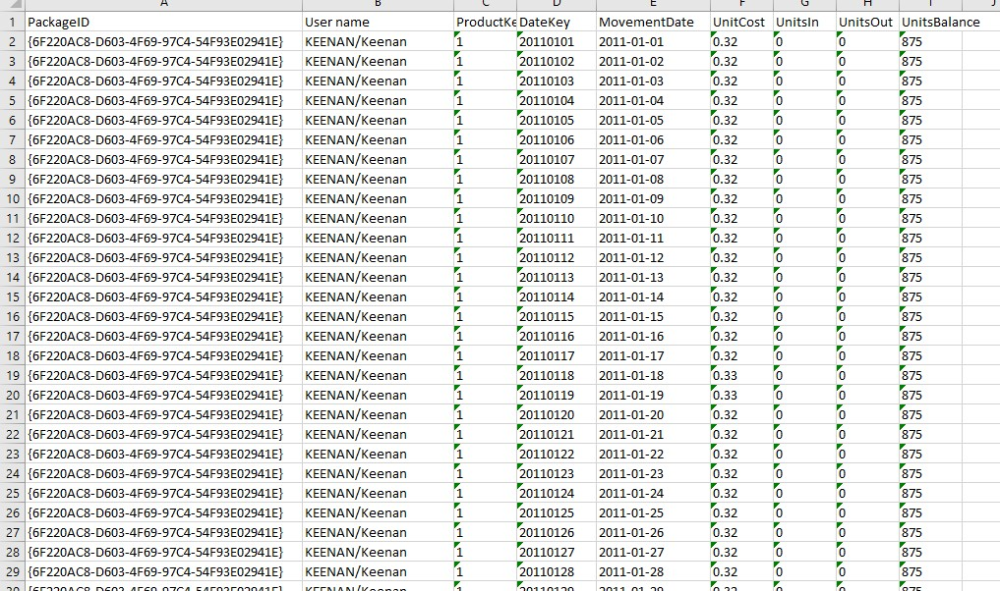 A B C D E F G H I J
1 PackageID User name ProductKe DateKey MovementDate UnitCost UnitsIn UnitsOut UnitsBalance
2 {6F220AC8-D603-4F69-97C4-54F93E02941E} KEENAN/Keenan 1 20110101 2011-01-01 0.32 0 0 875
3 {6F220AC8-D603-4F69-97C4-54F93E02941E} KEENAN/Keenan 1 20110102 2011-01-02 0.32 0 0 875
4 {6F220AC8-D603-4F69-97C4-54F93E02941E} KEENAN/Keenan 1 20110103 2011-01-03 0.32 0 0 875
5 {6F220AC8-D603-4F69-97C4-54F93E02941E} KEENAN/Keenan 1 20110104 2011-01-04 0.32 0 0 875
6 {6F220AC8-D603-4F69-97C4-54F93E02941E} KEENAN/Keenan 1 20110105 2011-01-05 0.32 0 0 875
7 {6F220AC8-D603-4F69-97C4-54F93E02941E} KEENAN/Keenan 1 20110106 2011-01-06 0.32 0 0 875
8 {6F220AC8-D603-4F69-97C4-54F93E02941E} KEENAN/Keenan 1 20110107 2011-01-07 0.32 0 0 875
9 {6F220AC8-D603-4F69-97C4-54F93E02941E} KEENAN/Keenan 1 20110108 2011-01-08 0.32 0 0 875
10 {6F220AC8-D603-4F69-97C4-54F93E02941E} KEENAN/Keenan 1 20110109 2011-01-09 0.32 0 0 875
11 {6F220AC8-D603-4F69-97C4-54F93E02941E} KEENAN/Keenan 1 20110110 2011-01-10 0.32 0 0 875
12 {6F220AC8-D603-4F69-97C4-54F93E02941E} KEENAN/Keenan 1 20110111 2011-01-11 0.32 0 0 875
13 {6F220AC8-D603-4F69-97C4-54F93E02941E} KEENAN/Keenan 1 20110112 2011-01-12 0.32 0 0 875
14 {6F220AC8-D603-4F69-97C4-54F93E02941E} KEENAN/Keenan 1 20110113 2011-01-13 0.32 0 0 875
15 {6F220AC8-D603-4F69-97C4-54F93E02941E} KEENAN/Keenan 1 20110114 2011-01-14 0.32 0 0 875
16 {6F220AC8-D603-4F69-97C4-54F93E02941E} KEENAN/Keenan 1 20110115 2011-01-15 0.32 0 0 875
17 {6F220AC8-D603-4F69-97C4-54F93E02941E} KEENAN/Keenan 1 20110116 2011-01-16 0.32 0 0 875
18 {6F220AC8-D603-4F69-97C4-54F93E02941E} KEENAN/Keenan 1 20110117 2011-01-17 0.32 0 0 875
19 {6F220AC8-D603-4F69-97C4-54F93E02941E} KEENAN/Keenan 1 20110118 2011-01-18 0.33 0 0 875
20 {6F220AC8-D603-4F69-97C4-54F93E02941E} KEENAN/Keenan 1 20110119 2011-01-19 0.33 0 0 875
21 {6F220AC8-D603-4F69-97C4-54F93E02941E} KEENAN/Keenan 1 20110120 2011-01-20 0.32 0 0 875
22 {6F220AC8-D603-4F69-97C4-54F93E02941E} KEENAN/Keenan 1 20110121 2011-01-21 0.32 0 0 875
23 {6F220AC8-D603-4F69-97C4-54F93E02941E} KEENAN/Keenan 1 20110122 2011-01-22 0.32 0 0 875
24 {6F220AC8-D603-4F69-97C4-54F93E02941E} KEENAN/Keenan 1 20110123 2011-01-23 0.32 0 0 875
25 {6F220AC8-D603-4F69-97C4-54F93E02941E} KEENAN/Keenan 1 20110124 2011-01-24 0.32 0 0 875
26 {6F220AC8-D603-4F69-97C4-54F93E02941E} KEENAN/Keenan 1 20110125 2011-01-25 0.32 0 0 875
27 {6F220AC8-D603-4F69-97C4-54F93E02941E} KEENAN/Keenan 1 20110126 2011-01-26 0.32 0 0 875
28 {6F220AC8-D603-4F69-97C4-54F93E02941E} KEENAN/Keenan 1 20110127 2011-01-27 0.32 0 0 875
29 {6F220AC8-D603-4F69-97C4-54F93E02941E} KEENAN/Keenan 1 20110128 2011-01-28 0.32 0 0 875